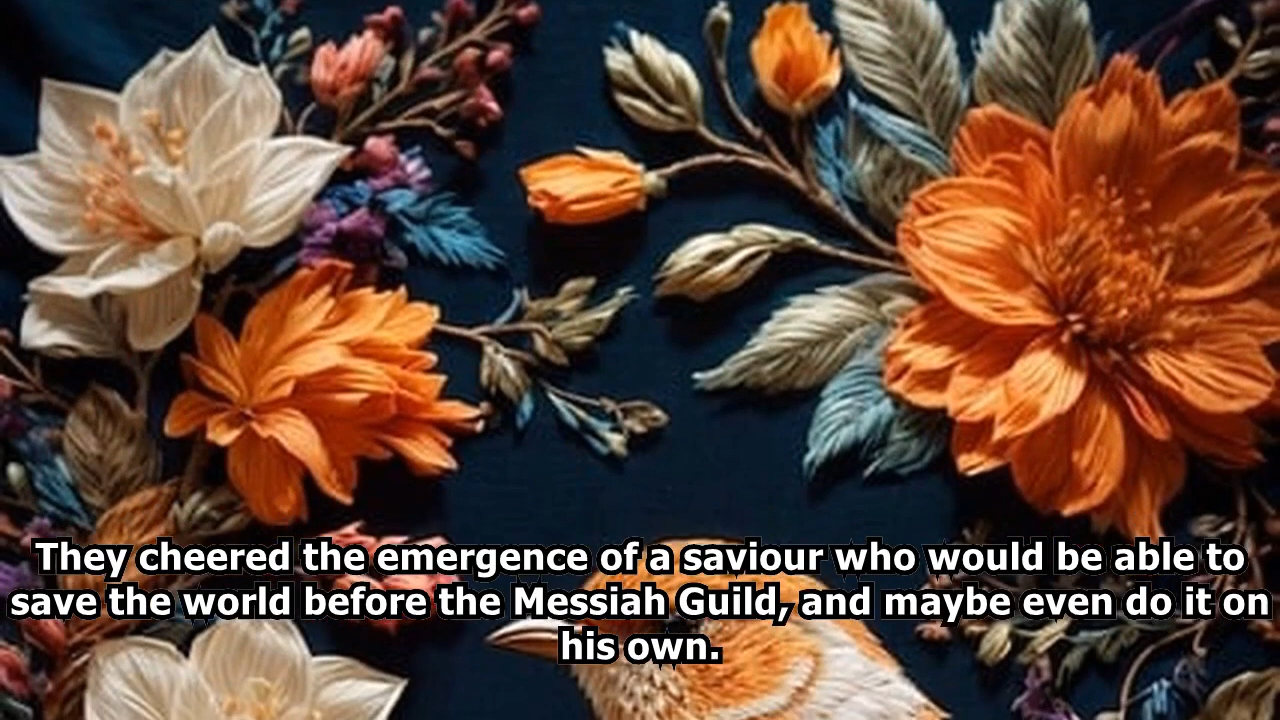 They cheered the emergence of a saviour who would be able to
save the world before the Messiah Guild, and maybe even do it on
his own.